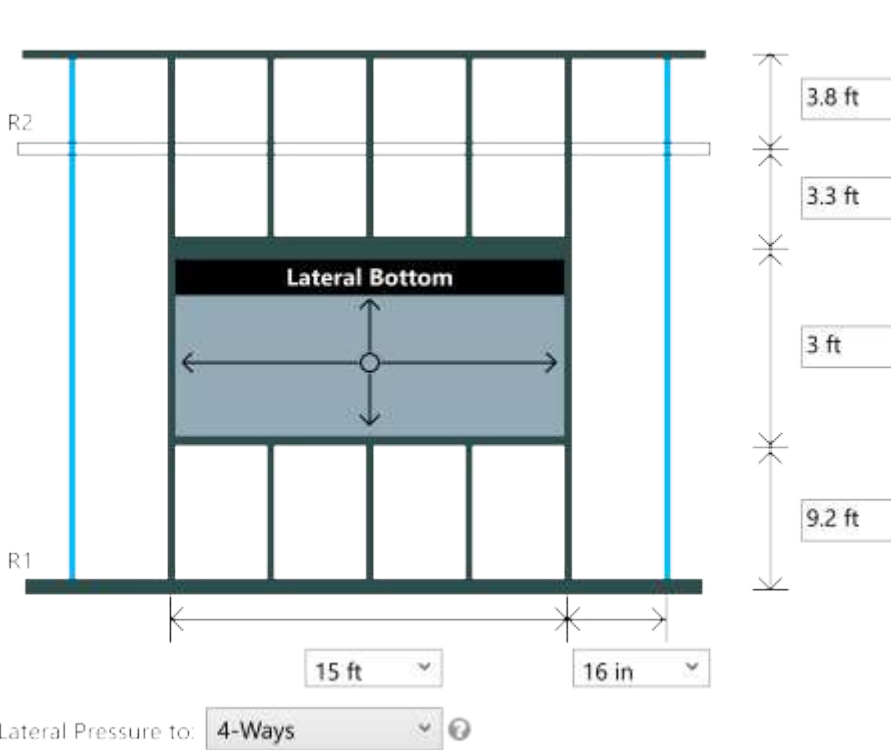 3.8 ft
R2
3.3 ft
Lateral Bottom
3 ft
9.2 ft
R1
15 ft
16 in
Lateral Pressure to: 4-Ways
?